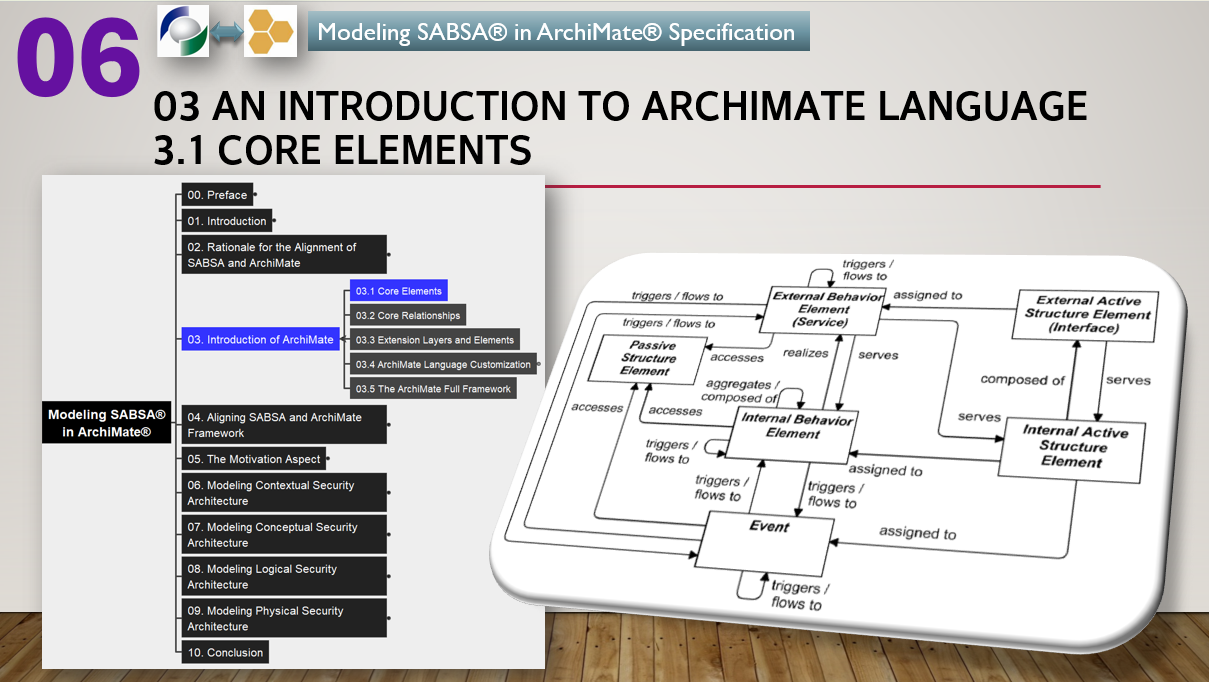 06
Modeling SABSA® in ArchiMate® Specification
03 AN INTRODUCTION TO ARCHIMATE LANGUAGE
3.1 CORE ELEMENTS
Modeling SABSA®
in ArchiMate®
00. Preface
01. Introduction
02. Rationale for the Alignment of
SABSA and ArchiMate
03. Introduction of ArchiMate
03.1 Core Elements
03.2 Core Relationships
03.3 Extension Layers and Elements
03.4 ArchiMate Language Customization
03.5 The ArchiMate Full Framework
04. Aligning SABSA and ArchiMate
Framework
05. The Motivation Aspect
06. Modeling Contextual Security
Architecture
07. Modeling Conceptual Security
Architecture
08. Modeling Logical Security
Architecture
09. Modeling Physical Security
Architecture
10. Conclusion
triggers /
flows to
triggers / flows to
External Behavior
Element
(Service)
assigned to
External Active
Structure Element
(Interface)
triggers / flows to
Passive
Structure
Element
accesses
realizes
serves
composed of
serves
aggregates /
composed of
accesses
accesses
Internal Behavior
Element
serves
Internal Active
Structure
Element
triggers /
flows to
assigned to
triggers /
flows to
triggers /
flows to
Event
assigned to
triggers /
flows to